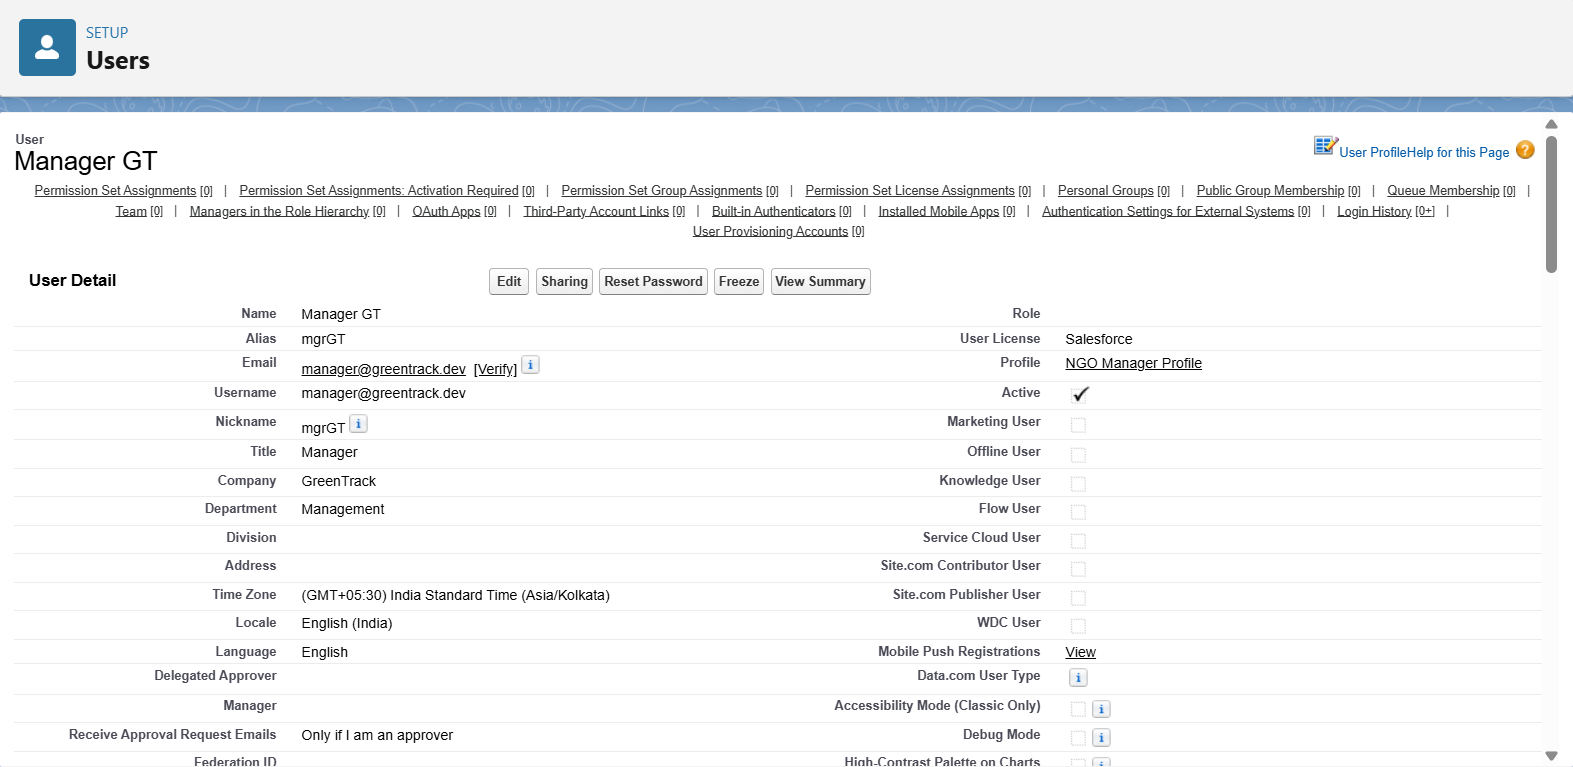 SETUP
Users
User
Manager GT
User Profile Help for this Page
Permission Set Assignments [0] | Permission Set Assignments: Activation Required [0] | Permission Set Group Assignments [0] | Permission Set License Assignments [0] | Personal Groups [0] | Public Group Membership [0] | Queue Membership [0] |
Team [0] | Managers in the Role Hierarchy [0] | OAuth Apps [0] | Third-Party Account Links [0] | Built-in Authenticators [0] | Installed Mobile Apps [0] | Authentication Settings for External Systems [0] | Login History [0+] |
User Provisioning Accounts [0]
User Detail
Edit Sharing Reset Password Freeze View Summary
Name Manager GT Role
Alias mgrGT User License Salesforce
Email manager@greentrack.dev [Verify] Profile NGO Manager Profile
Username manager@greentrack.dev Active
Nickname mgrGT Marketing User
Title Manager Offline User
Company GreenTrack Knowledge User
Department Management Flow User
Division Service Cloud User
Address Site.com Contributor User
Time Zone (GMT+05:30) India Standard Time (Asia/Kolkata) Site.com Publisher User
Locale English (India) WDC User
Language English Mobile Push Registrations View
Delegated Approver Data.com User Type
Manager Accessibility Mode (Classic Only)
Receive Approval Request Emails Only if I am an approver Debug Mode
Federation ID High-Contrast Palette on Charts